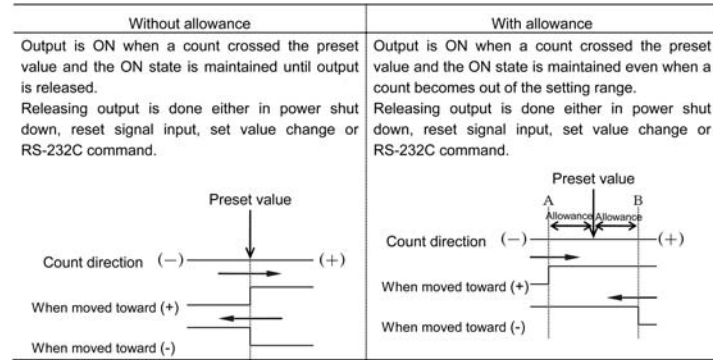 Without allowance
With allowance
Output is ON when a count crossed the preset
value and the ON state is maintained until output
is released.
Releasing output is done either in power shut
down, reset signal input, set value change or
RS-232C command.
Output is ON when a count crossed the preset
value and the ON state is maintained even when a
count becomes out of the setting range.
Releasing output is done either in power shut
down, reset signal input, set value change or
RS-232C command.
Preset value
Count direction (−) (+)
When moved toward (+)
When moved toward (-)
Preset value
A B
Allowance Allowance
Count direction (−) (+)
When moved toward (+)
When moved toward (-)